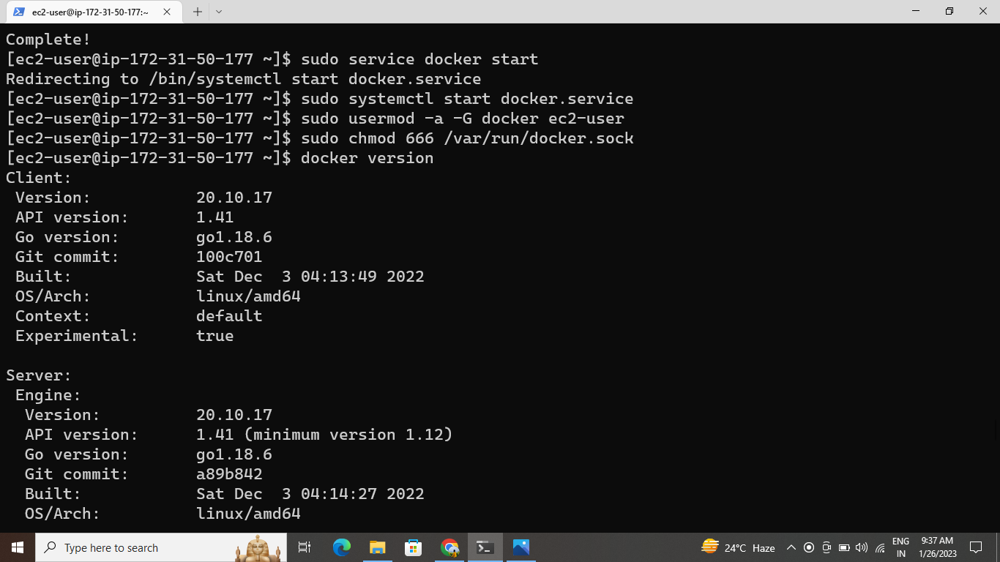 ec2-user@ip-172-31-50-177:~
Complete!
[ec2-user@ip-172-31-50-177 ~]$ sudo service docker start
Redirecting to /bin/systemctl start docker.service
[ec2-user@ip-172-31-50-177 ~]$ sudo systemctl start docker.service
[ec2-user@ip-172-31-50-177 ~]$ sudo usermod -a -G docker ec2-user
[ec2-user@ip-172-31-50-177 ~]$ sudo chmod 666 /var/run/docker.sock
[ec2-user@ip-172-31-50-177 ~]$ docker version
Client:
 Version:           20.10.17
 API version:       1.41
 Go version:        go1.18.6
 Git commit:        100c701
 Built:             Sat Dec  3 04:13:49 2022
 OS/Arch:           linux/amd64
 Context:           default
 Experimental:      true

Server:
 Engine:
  Version:          20.10.17
  API version:      1.41 (minimum version 1.12)
  Go version:       go1.18.6
  Git commit:       a89b842
  Built:            Sat Dec  3 04:14:27 2022
  OS/Arch:          linux/amd64
Type here to search
24°C Haze
ENG
IN
9:37 AM
1/26/2023